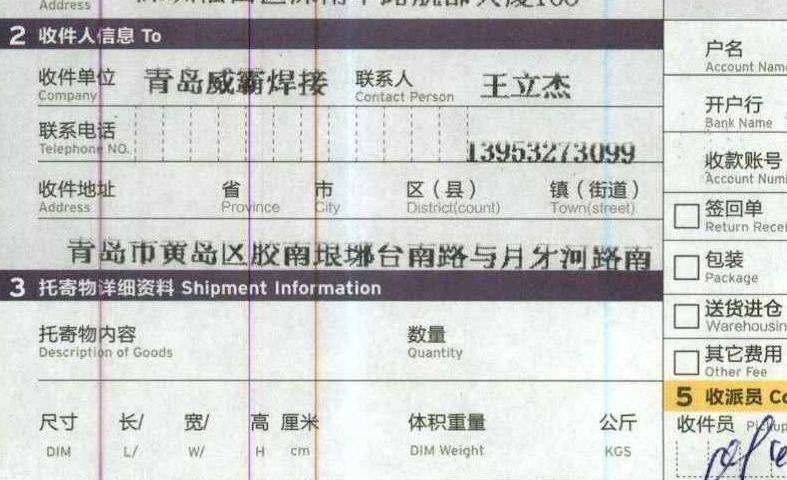 Address
2 收件人信息 To
收件单位 青岛威霸焊接 联系人 王立杰
Company Contact Person
户名
Account Name
开户行
Bank Name
联系电话 13953273099
Telephone NO.
收款账号
Account
收件地址 省 市 区(县) 镇(街道)
Address Province City District(count) Town(street)
签回单
Return
青岛市黄岛区胶南琅琊台南路与月牙河路南
包装
Package
3 托寄物详细资料 Shipment Information
送货进仓
托寄物内容 数量
Description of Goods Quantity
其它费用
Other Fee
5 收派员
尺寸 长/ 宽/ 高 厘米 体积重量 公斤
DIM L/ W/ H cm DIM Weight KGS
收件员